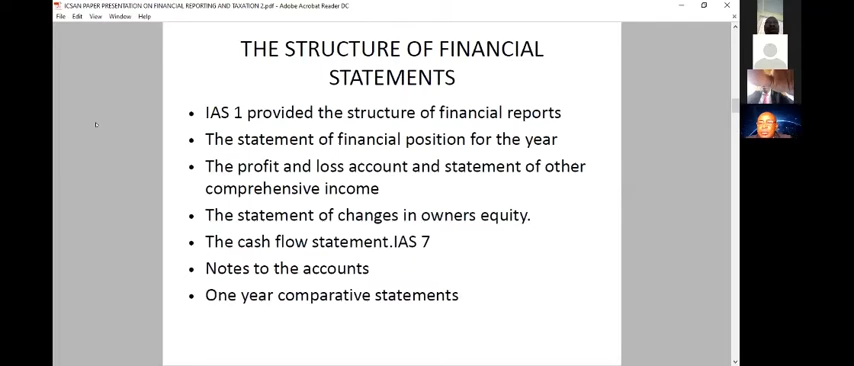 ICSAN PAPER PRESENTATION ON FINANCIAL REPORTING AND TAXATION 2.pdf - Adobe Acrobat Reader DC
File Edit View Window Help
THE STRUCTURE OF FINANCIAL
STATEMENTS
• IAS 1 provided the structure of financial reports
• The statement of financial position for the year
• The profit and loss account and statement of other
comprehensive income
• The statement of changes in owners equity.
• The cash flow statement.IAS 7
• Notes to the accounts
• One year comparative statements